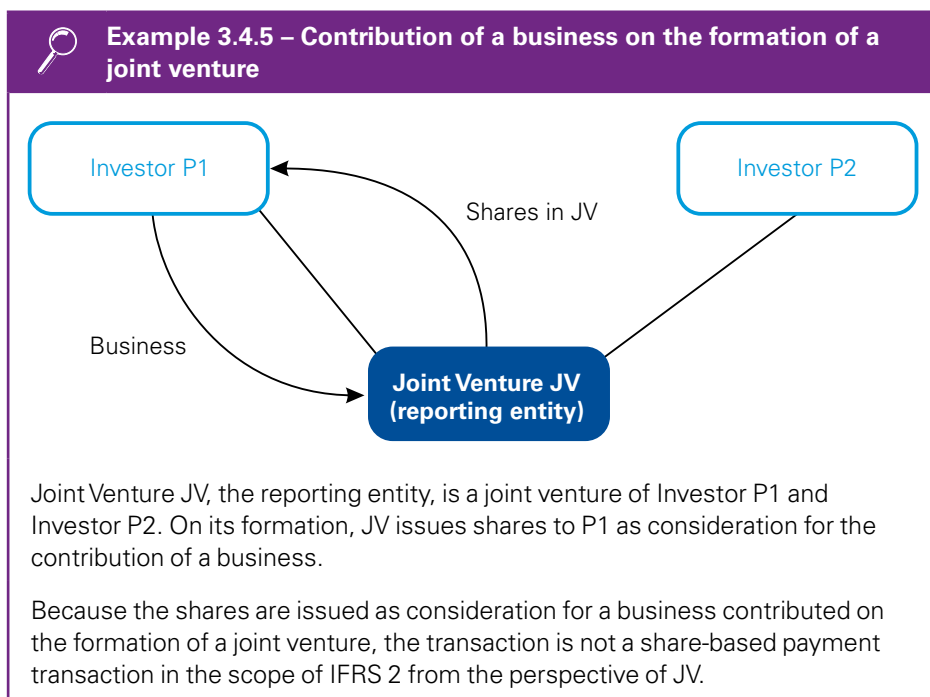 Example 3.4.5 – Contribution of a business on the formation of a
joint venture
Investor P1
Investor P2
Shares in JV
Business
Joint Venture JV
(reporting entity)
Joint Venture JV, the reporting entity, is a joint venture of Investor P1 and
Investor P2. On its formation, JV issues shares to P1 as consideration for the
contribution of a business.
Because the shares are issued as consideration for a business contributed on
the formation of a joint venture, the transaction is not a share-based payment
transaction in the scope of IFRS 2 from the perspective of JV.